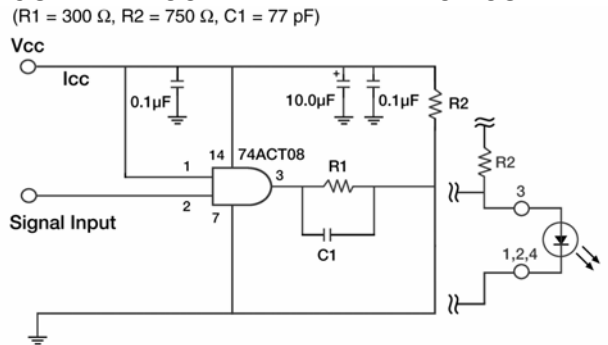 (R1 = 300 Ω, R2 = 750 Ω, C1 = 77 pF)
Vcc
Icc
0.1µF
10.0µF
+
0.1µF
R2
14
74ACT08
1
3
R1
R2
2
7
3
Signal Input
C1
1,2,4